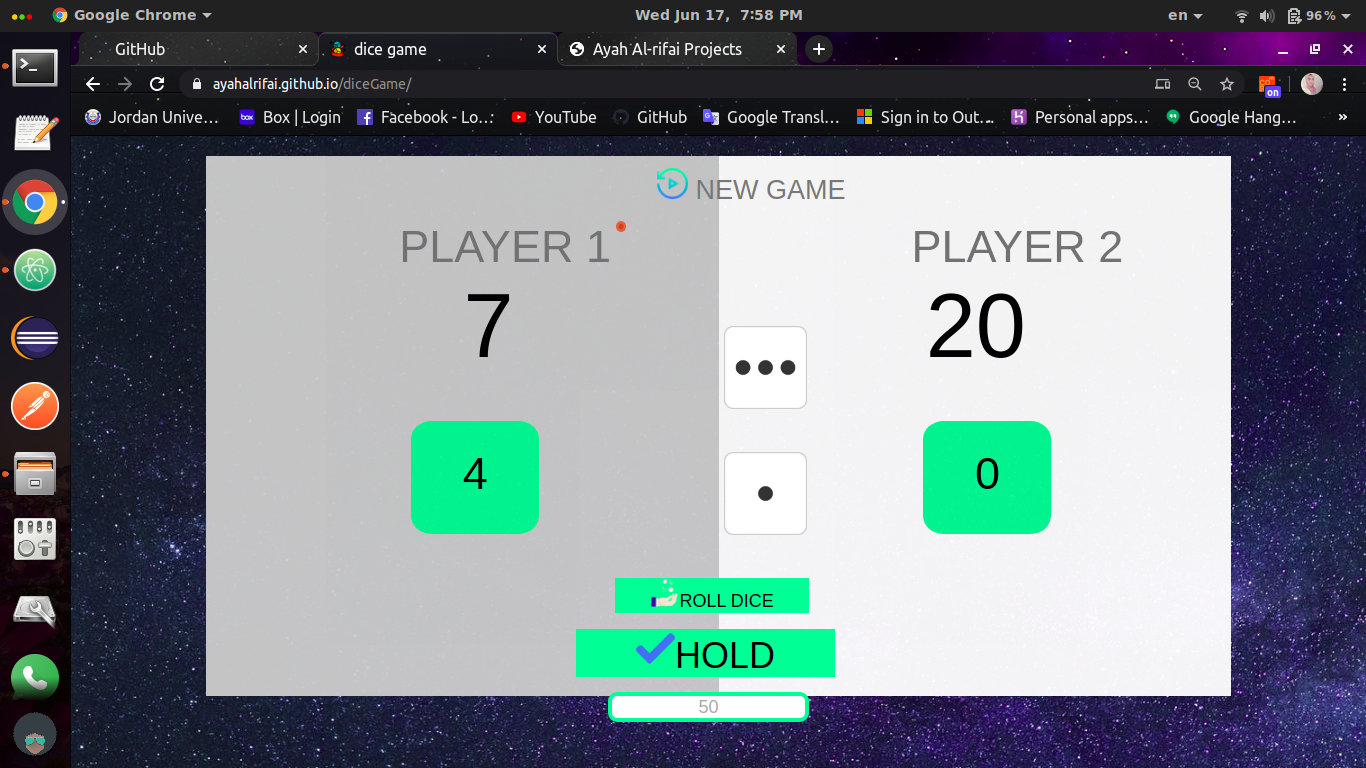 Google Chrome
Wed Jun 17, 7:58 PM
en
96%
GitHub
dice game
Ayah Al-rifai Projects
ayahalrifai.github.io/diceGame/
on
Jordan Unive…
box
Box | Login
Facebook - Lo…
YouTube
GitHub
Google Transl…
Sign in to Out…
Personal apps…
Google Hang…
»
NEW GAME
PLAYER 1
PLAYER 2
7
20
4
0
ROLL DICE
HOLD
50